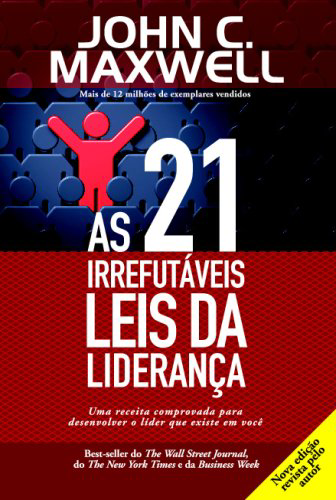 JOHN C.
MAXWELL
Mais de 12 milhões de exemplares vendidos
AS 21
IRREFUTÁVEIS
LEIS DA
LIDERANÇA
Uma receita comprovada para
desenvolver o líder que existe em você
Best-seller do The Wall Street Journal,
do The New York Times e da Business Week
Nova edição
revista pelo
autor